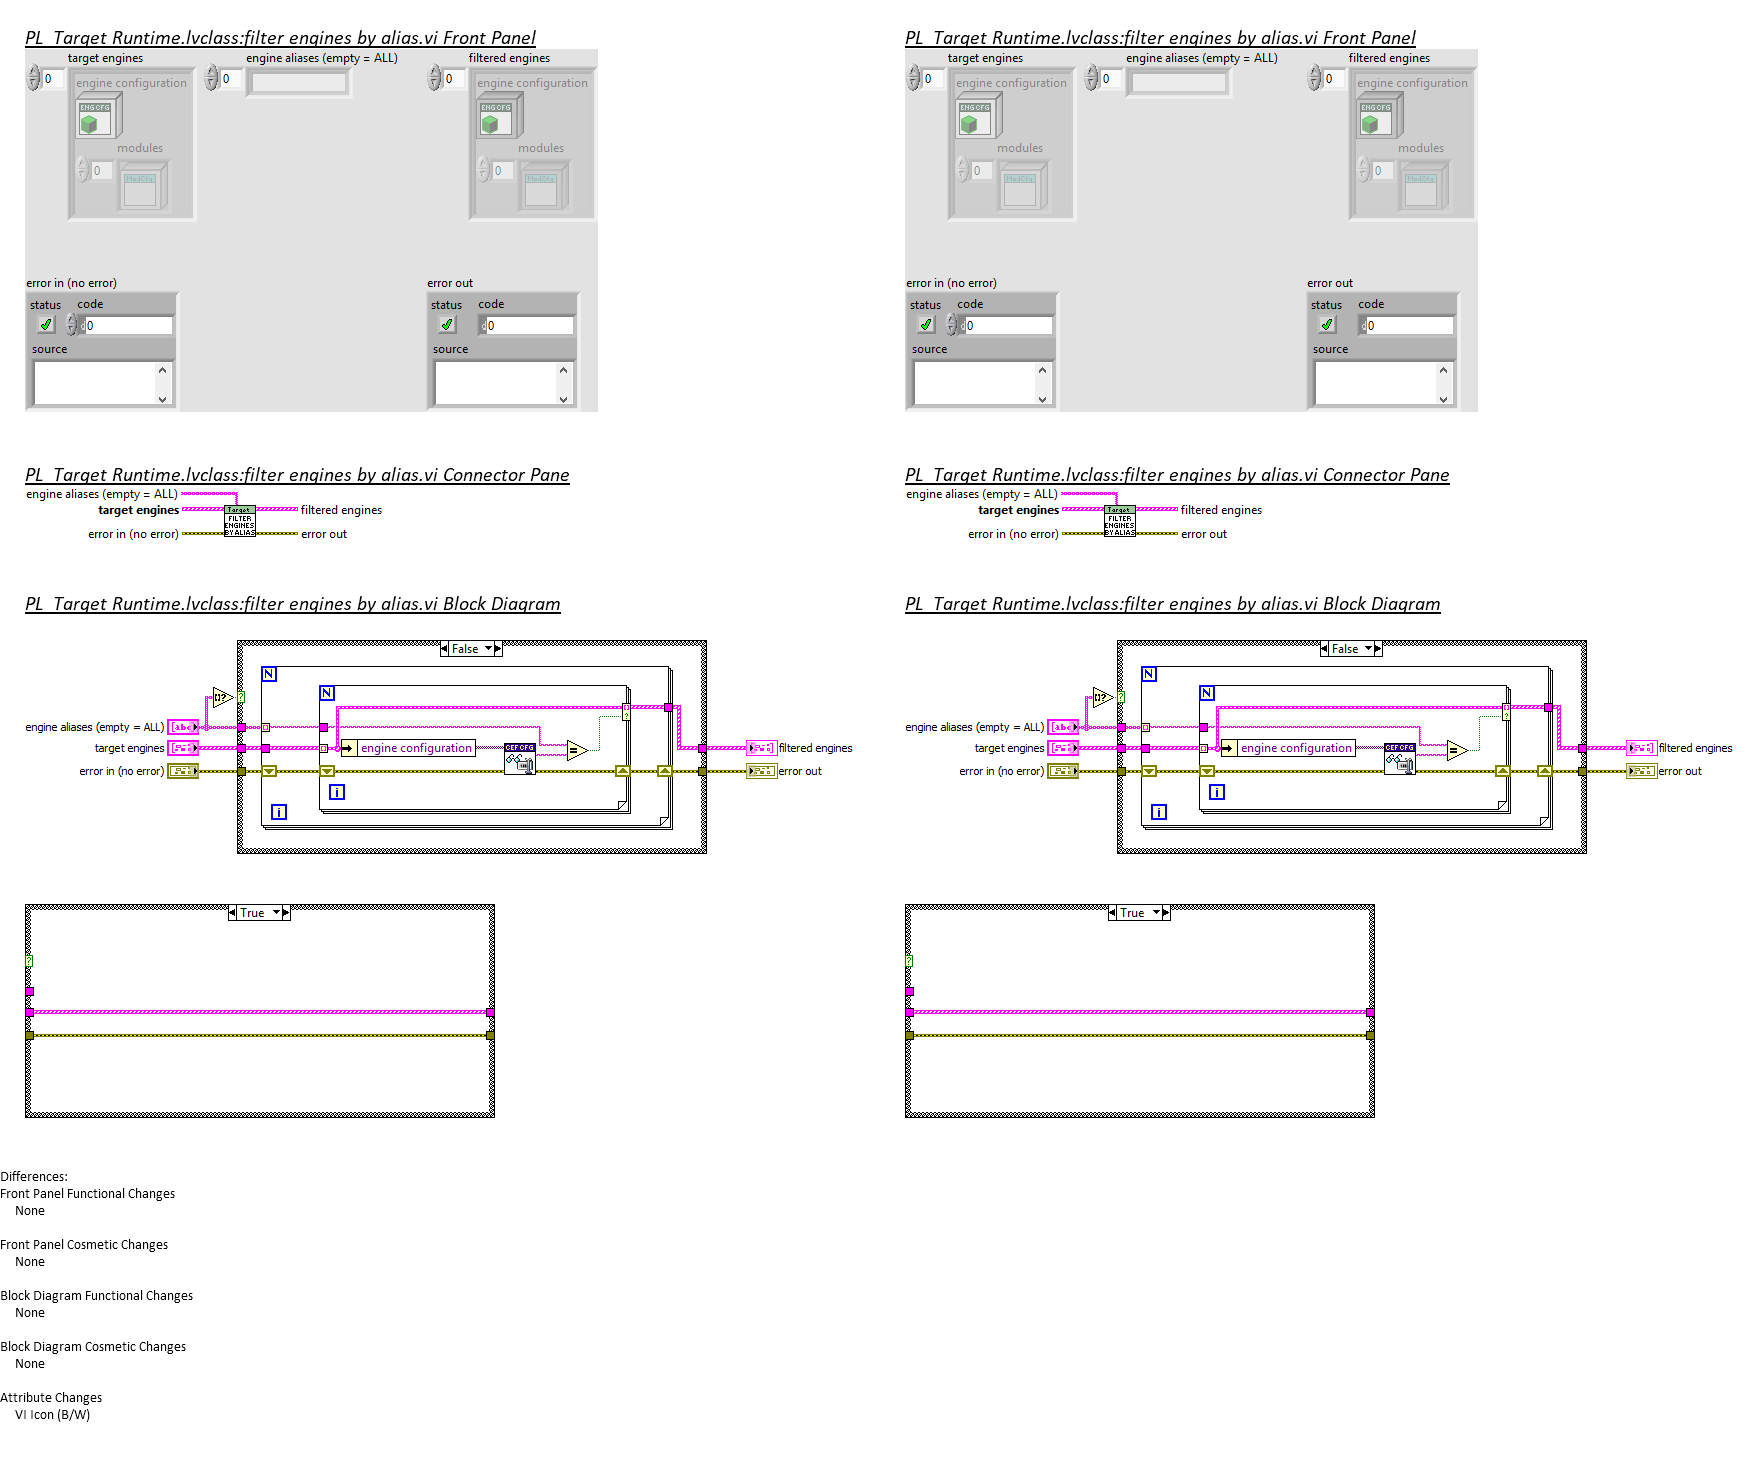 PL_Target Runtime.lvclass:filter engines by alias.vi Front Panel
target engines
engine aliases (empty = ALL)
filtered engines
0
0
0
engine configuration
engine configuration
ENG CFG
ENG CFG
modules
modules
0
0
ModCfg
ModCfg
error in (no error)
error out
status
code
status
code
0
0
source
source
PL_Target Runtime.lvclass:filter engines by alias.vi Connector Pane
engine aliases (empty = ALL)
target engines
filtered engines
error in (no error)
error out
Target
FILTER
ENGINES
BY ALIAS
PL_Target Runtime.lvclass:filter engines by alias.vi Block Diagram
False
N
N
engine aliases (empty = ALL)
abc
target engines
engine configuration
CEF CFG
filtered engines
error in (no error)
error out
i
i
True
PL_Target Runtime.lvclass:filter engines by alias.vi Front Panel
target engines
engine aliases (empty = ALL)
filtered engines
0
0
0
engine configuration
engine configuration
ENG CFG
ENG CFG
modules
modules
0
0
ModCfg
ModCfg
error in (no error)
error out
status
code
status
code
0
0
source
source
PL_Target Runtime.lvclass:filter engines by alias.vi Connector Pane
engine aliases (empty = ALL)
target engines
filtered engines
error in (no error)
error out
Target
FILTER
ENGINES
BY ALIAS
PL_Target Runtime.lvclass:filter engines by alias.vi Block Diagram
False
N
N
engine aliases (empty = ALL)
abc
target engines
engine configuration
CEF CFG
filtered engines
error in (no error)
error out
i
i
True
Differences:
Front Panel Functional Changes
None
Front Panel Cosmetic Changes
None
Block Diagram Functional Changes
None
Block Diagram Cosmetic Changes
None
Attribute Changes
VI Icon (B/W)